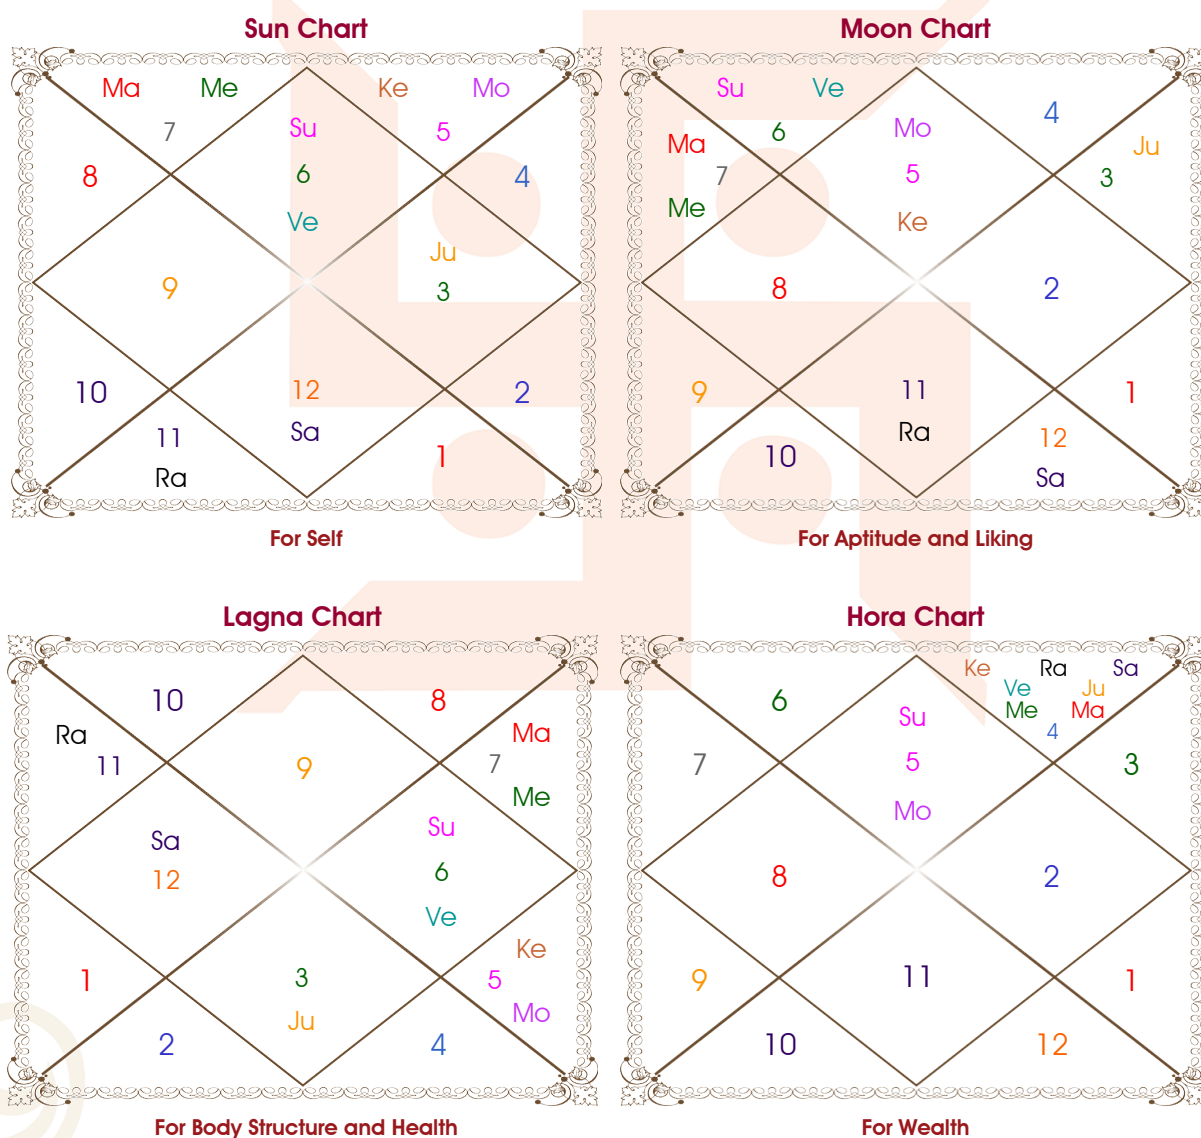 Sun Chart
Ma Me Ke Mo
7 Su 5
8 6 4
Ve
Ju
9 3
10 12 2
11 Sa 1
Ra
For Self
Moon Chart
Su Ve 4
6 Mo Ju
Ma 5 3
7
Me Ke
8 2
9 11 1
10 Ra 12
Sa
For Aptitude and Liking
Lagna Chart
10 8
Ra 9 Ma
11 7
Me
Sa Su
12 6
Ve
Ke
1 3 5
Ju Mo
2 4
For Body Structure and Health
Hora Chart
Ke Ra Sa
6 Ve Ju
Su Me Ma
4
7 5 3
Mo
8 2
9 11 1
10 12
For Wealth